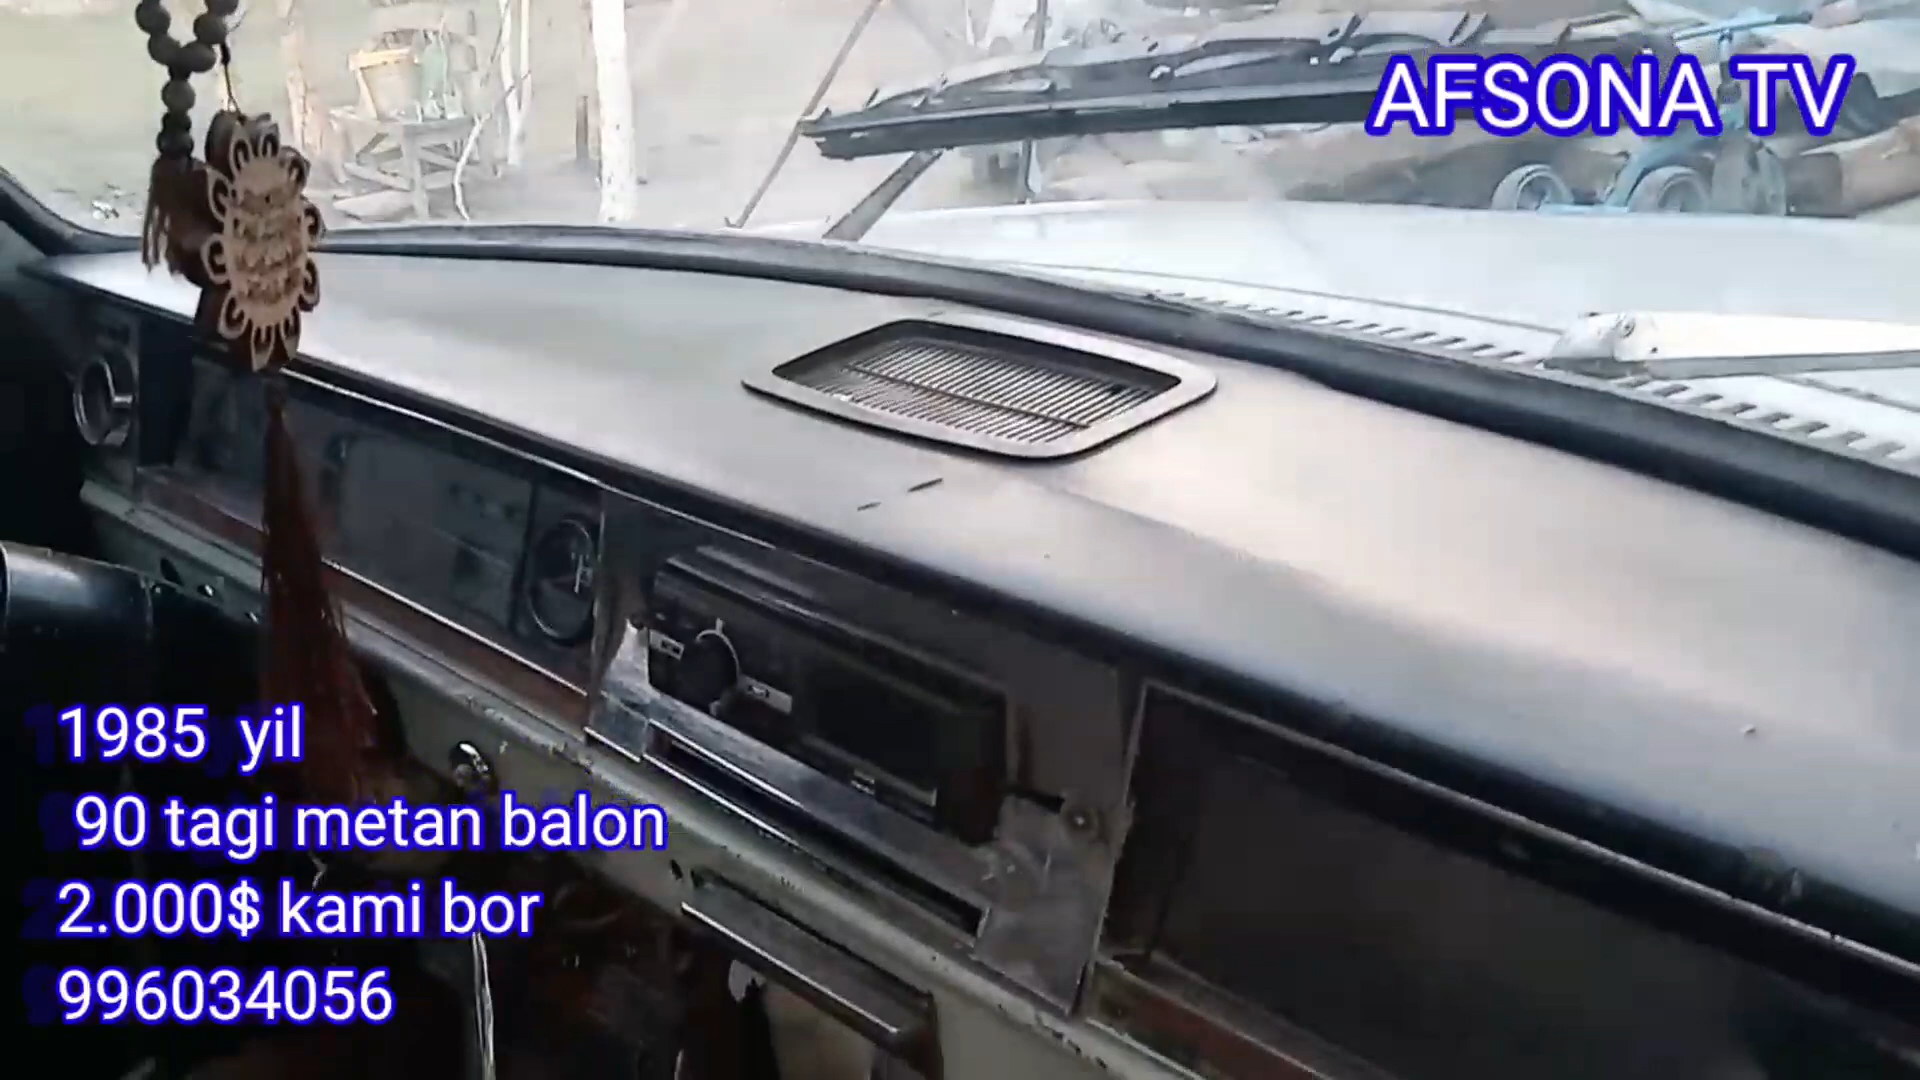 AFSONA TV
1985 yil
90 tagi metan balon
2.000$ kami bor
996034056